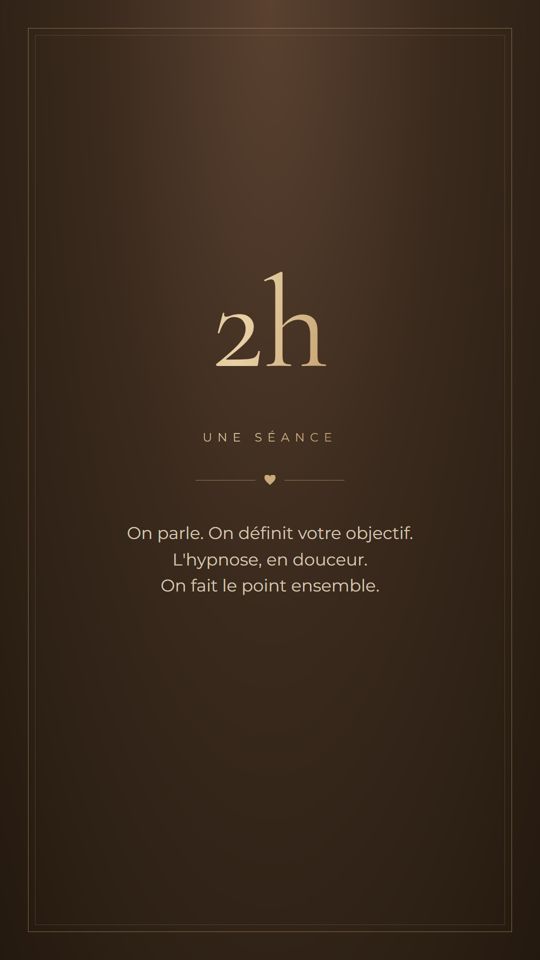 2h
UNE SÉANCE
On parle. On définit votre objectif.
L'hypnose, en douceur.
On fait le point ensemble.